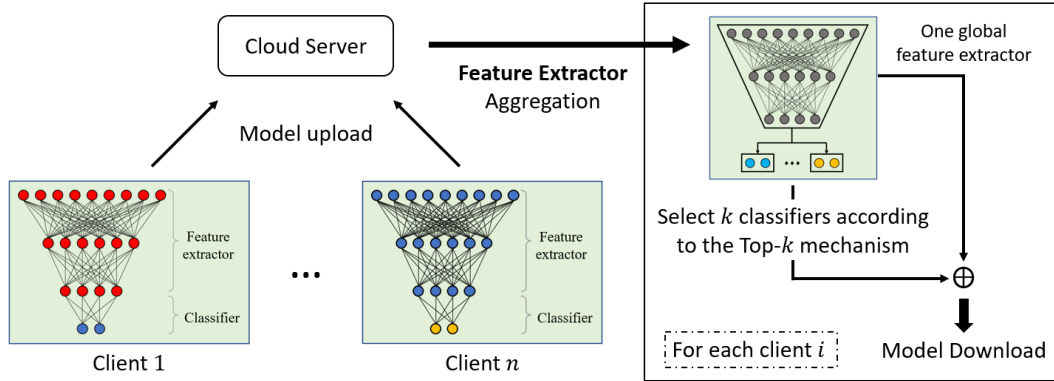 Cloud Server
Feature Extractor
Aggregation
Model upload
Feature
extractor
Classifier
Client 1
...
Feature
extractor
Classifier
Client n
One global
feature extractor
...
Select k classifiers according
to the Top-k mechanism
⊕
For each client i
Model Download